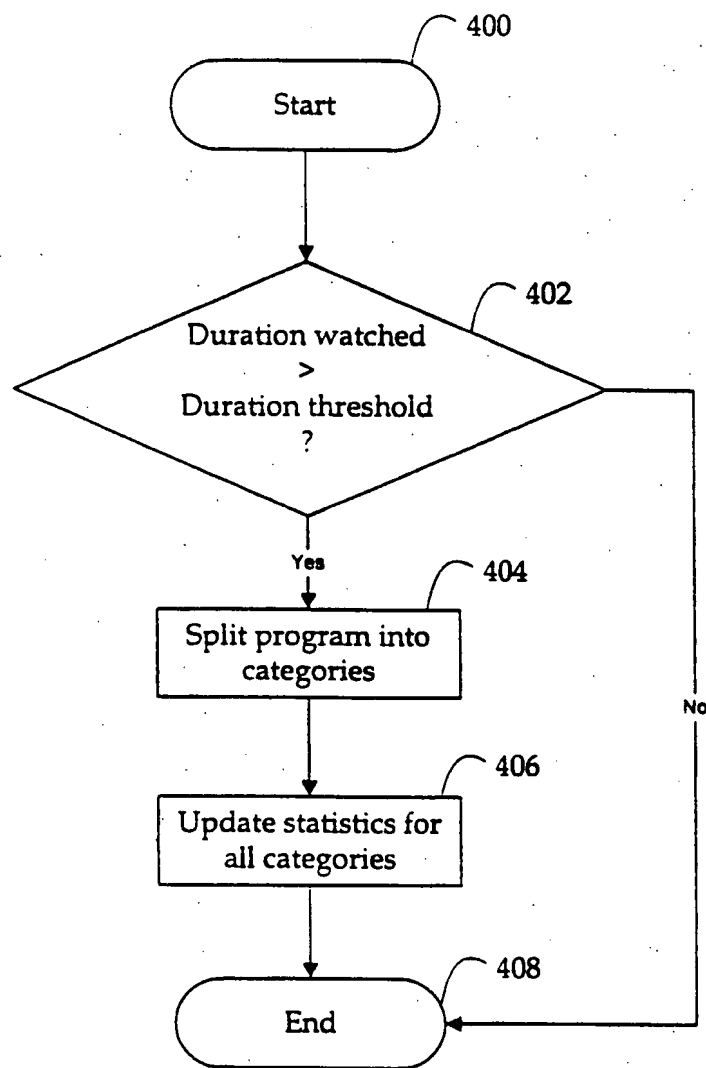 400
Start
402
Duration watched
>
Duration threshold
?
Yes
404
Split program into
categories
No
406
Update statistics for
all categories
408
End